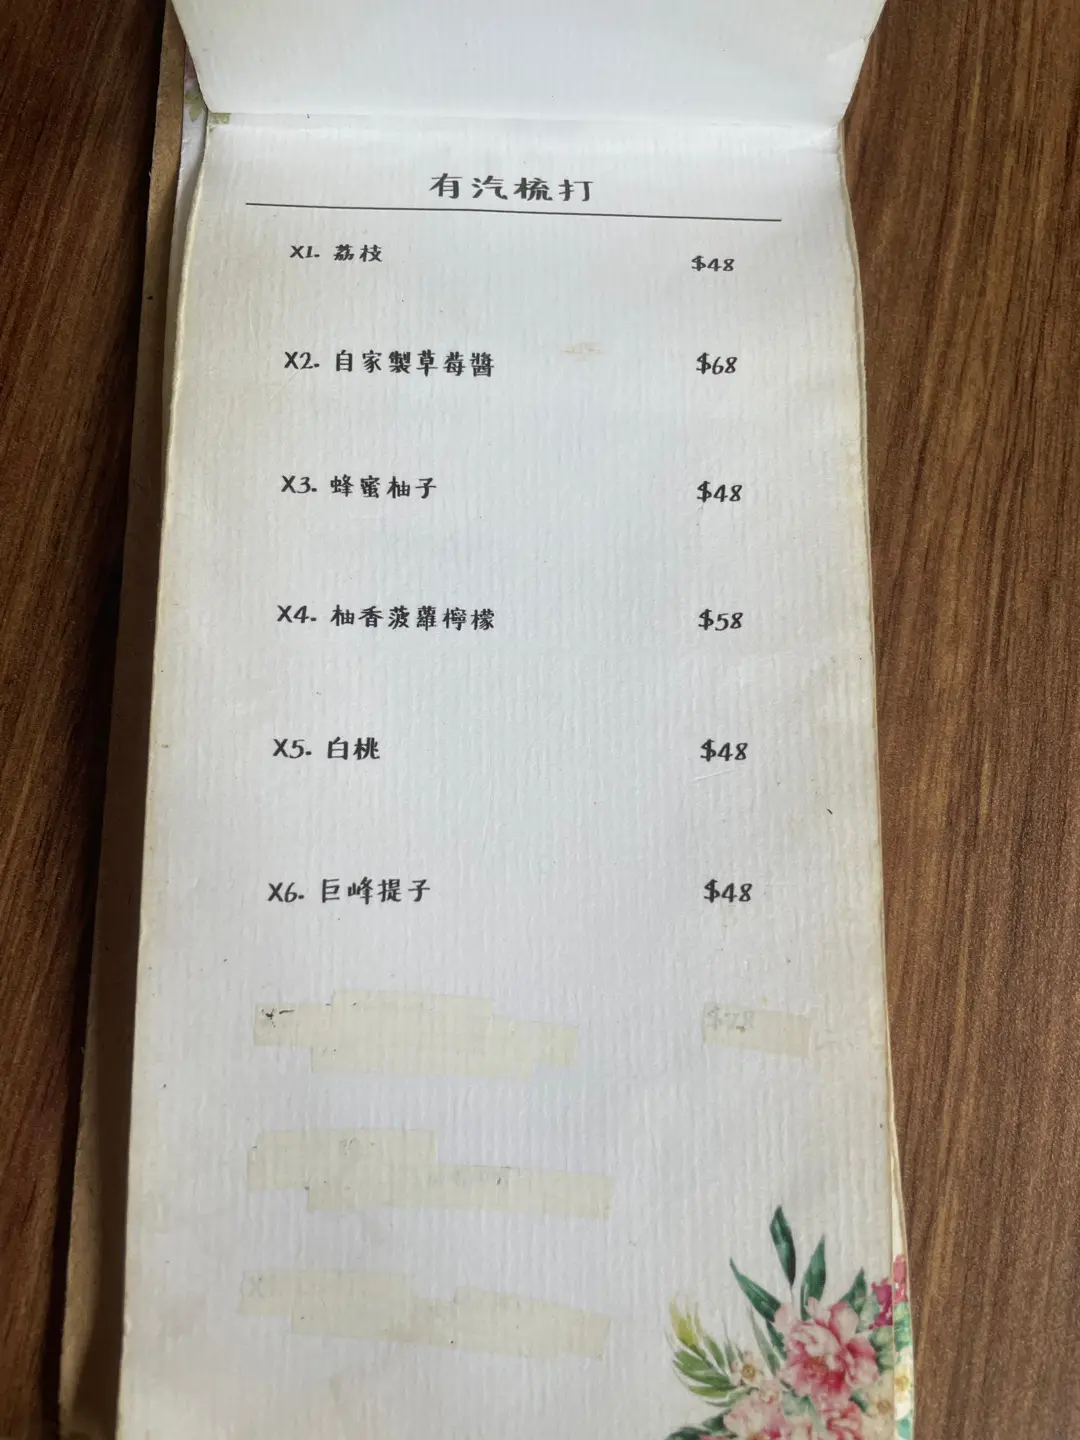 有汽梳打
X1. 荔枝 $48
X2. 自家製草莓醬 $68
X3. 蜂蜜柚子 $48
X4. 柚香菠蘿檸檬 $58
X5. 白桃 $48
X6. 巨峰提子 $48
$78